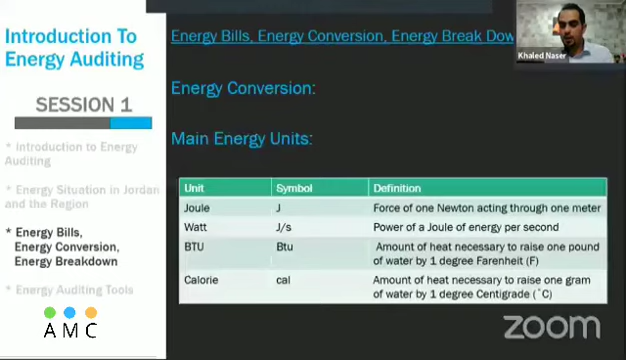 Introduction To
Energy Auditing
SESSION 1
* Introduction to Energy
Auditing
* Energy Situation in Jordan
and the Region
* Energy Bills,
Energy Conversion,
Energy Breakdown
* Energy Auditing Tools
AMC
Energy Bills, Energy Conversion, Energy Break Dow
Energy Conversion:
Main Energy Units:
Unit Symbol Definition
Joule J Force of one Newton acting through one meter
Watt J/s Power of a Joule of energy per second
BTU Btu Amount of heat necessary to raise one pound
of water by 1 degree Farenheit (F)
Calorie cal Amount of heat necessary to raise one gram
of water by 1 degree Centigrade (˚C)
Khaled Naser
zoom